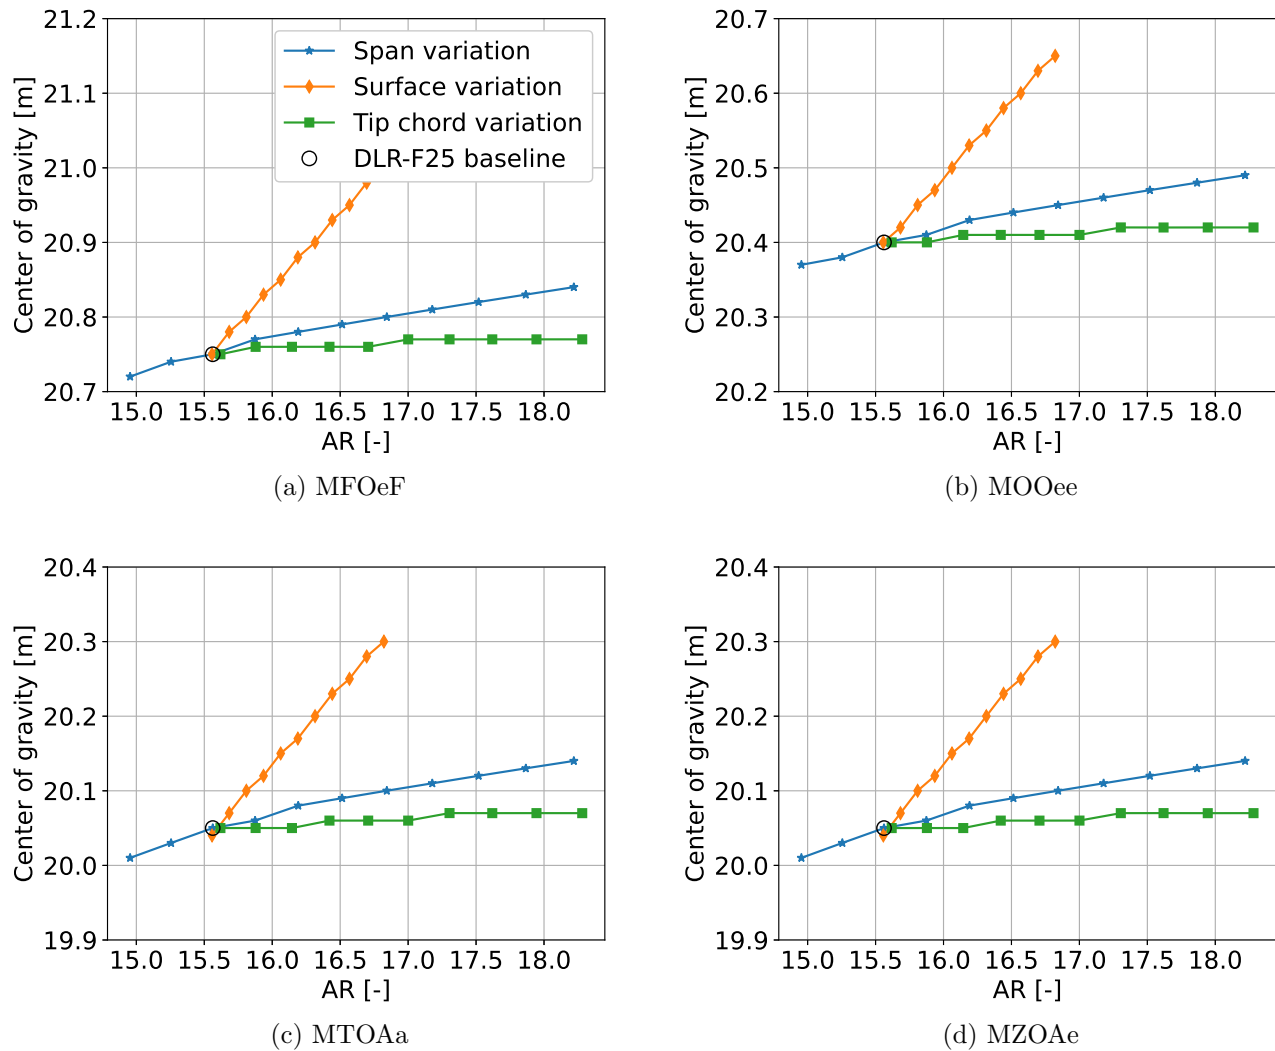 21.2
21.1
21.0
20.9
20.8
20.7
Center of gravity [m]
Span variation
Surface variation
Tip chord variation
DLR-F25 baseline
15.0 15.5 16.0 16.5 17.0 17.5 18.0
AR [-]
(a) MFOeF
20.7
20.6
20.5
20.4
20.3
20.2
Center of gravity [m]
15.0 15.5 16.0 16.5 17.0 17.5 18.0
AR [-]
(b) MOOee
20.4
20.3
20.2
20.1
20.0
19.9
Center of gravity [m]
15.0 15.5 16.0 16.5 17.0 17.5 18.0
AR [-]
(c) MTOAa
20.4
20.3
20.2
20.1
20.0
19.9
Center of gravity [m]
15.0 15.5 16.0 16.5 17.0 17.5 18.0
AR [-]
(d) MZOAe